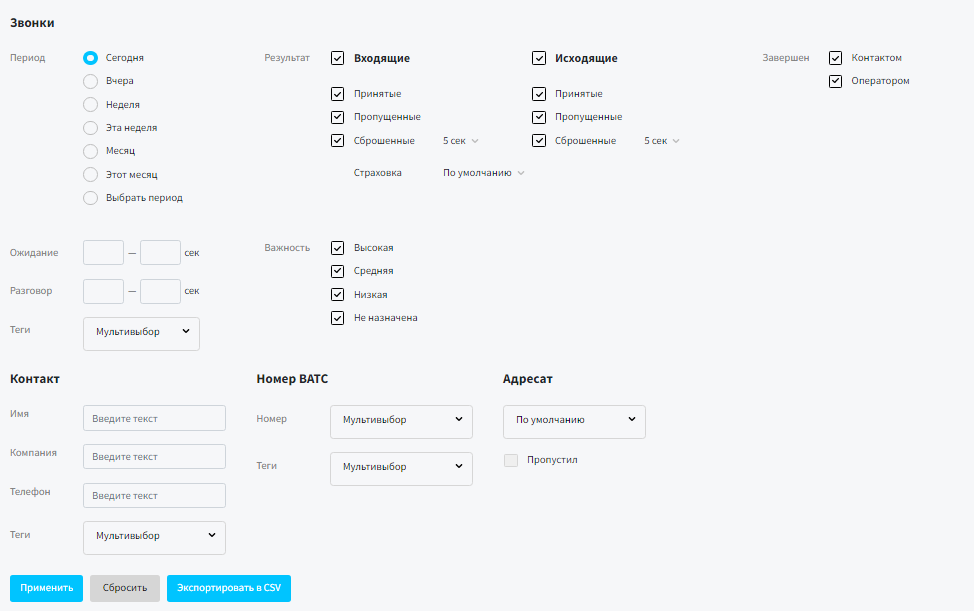 Звонки
Период
Сегодня
Вчера
Неделя
Эта неделя
Месяц
Этот месяц
Выбрать период
Результат
Входящие
Принятые
Пропущенные
Сброшенные 5 сек
Страховка По умолчанию
Исходящие
Принятые
Пропущенные
Сброшенные 5 сек
Завершен
Контактом
Оператором
Ожидание — сек
Разговор — сек
Теги Мультивыбор
Важность
Высокая
Средняя
Низкая
Не назначена
Контакт
Имя Введите текст
Компания Введите текст
Телефон Введите текст
Теги Мультивыбор
Номер ВАТС
Номер Мультивыбор
Теги Мультивыбор
Адресат
По умолчанию
Пропустил
Применить Сбросить Экспортировать в CSV